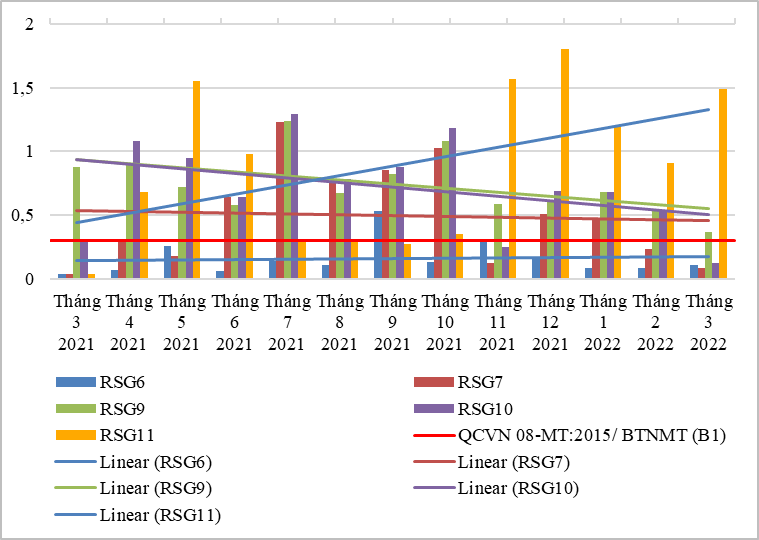 2
1,5
1
0,5
0
Tháng Tháng Tháng Tháng Tháng Tháng Tháng Tháng Tháng Tháng Tháng Tháng Tháng
3 4 5 6 7 8 9 10 11 12 1 2 3
2021 2021 2021 2021 2021 2021 2021 2021 2021 2021 2022 2022 2022
RSG6 RSG7
RSG9 RSG10
RSG11 QCVN 08-MT:2015/ BTNMT (B1)
Linear (RSG6) Linear (RSG7)
Linear (RSG9) Linear (RSG10)
Linear (RSG11)